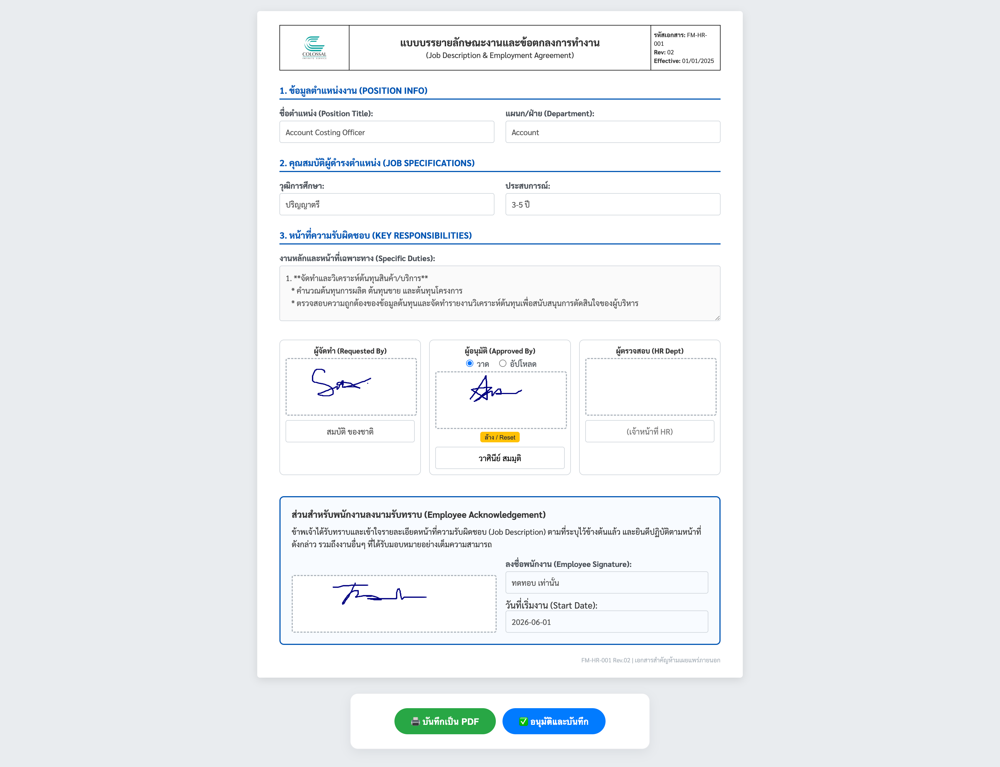 COLOSSAL
INFINITE SERVICE
แบบบรรยายลักษณะงานและข้อตกลงการทำงาน
(Job Description & Employment Agreement)
รหัสเอกสาร: FM-HR-
001
Rev: 02
Effective: 01/01/2025
1. ข้อมูลตำแหน่งงาน (POSITION INFO)
ชื่อตำแหน่ง (Position Title):
แผนก/ฝ่าย (Department):
Account Costing Officer
Account
2. คุณสมบัติผู้ดำรงตำแหน่ง (JOB SPECIFICATIONS)
วุฒิการศึกษา:
ประสบการณ์:
ปริญญาตรี
3-5 ปี
3. หน้าที่ความรับผิดชอบ (KEY RESPONSIBILITIES)
งานหลักและหน้าที่เฉพาะทาง (Specific Duties):
1. **จัดทำและวิเคราะห์ต้นทุนสินค้า/บริการ**
* คำนวณต้นทุนการผลิต ต้นทุนขาย และต้นทุนโครงการ
* ตรวจสอบความถูกต้องของข้อมูลต้นทุนและจัดทำรายงานวิเคราะห์ต้นทุนเพื่อสนับสนุนการตัดสินใจของผู้บริหาร
ผู้จัดทำ (Requested By)
สมบัติ ของชาติ
ผู้อนุมัติ (Approved By)
วาด อัปโหลด
ล้าง / Reset
วาศินีย์ สมมุติ
ผู้ตรวจสอบ (HR Dept)
(เจ้าหน้าที่ HR)
ส่วนสำหรับพนักงานลงนามรับทราบ (Employee Acknowledgement)
ข้าพเจ้าได้รับทราบและเข้าใจรายละเอียดหน้าที่ความรับผิดชอบ (Job Description) ตามที่ระบุไว้ข้างต้นแล้ว และยินดีปฏิบัติตามหน้าที่
ดังกล่าว รวมถึงงานอื่นๆ ที่ได้รับมอบหมายอย่างเต็มความสามารถ
ลงชื่อพนักงาน (Employee Signature):
ทดทอบ เท่านั้น
วันที่เริ่มงาน (Start Date):
2026-06-01
FM-HR-001 Rev.02 | เอกสารสำคัญห้ามเผยแพร่ภายนอก
บันทึกเป็น PDF
อนุมัติและบันทึก